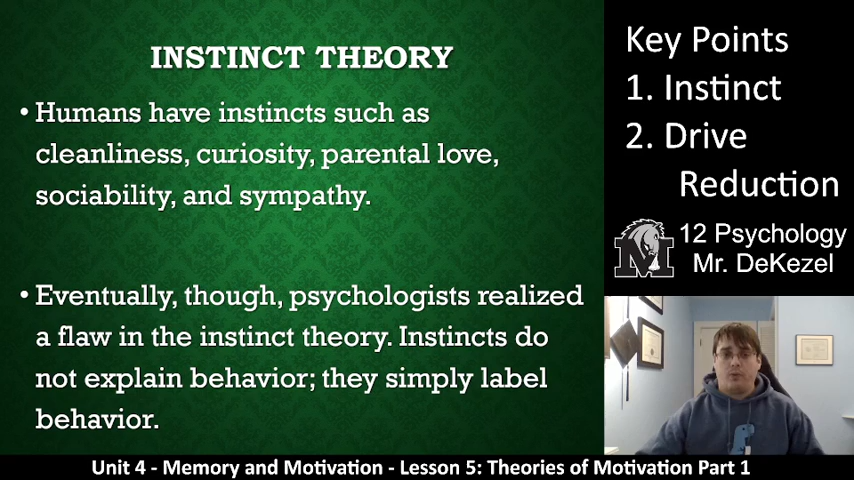 INSTINCT THEORY
• Humans have instincts such as
cleanliness, curiosity, parental love,
sociability, and sympathy.
• Eventually, though, psychologists realized
a flaw in the instinct theory. Instincts do
not explain behavior; they simply label
behavior.
Key Points
1. Instinct
2. Drive
Reduction
M
12 Psychology
Mr. DeKezel
Unit 4 - Memory and Motivation - Lesson 5: Theories of Motivation Part 1